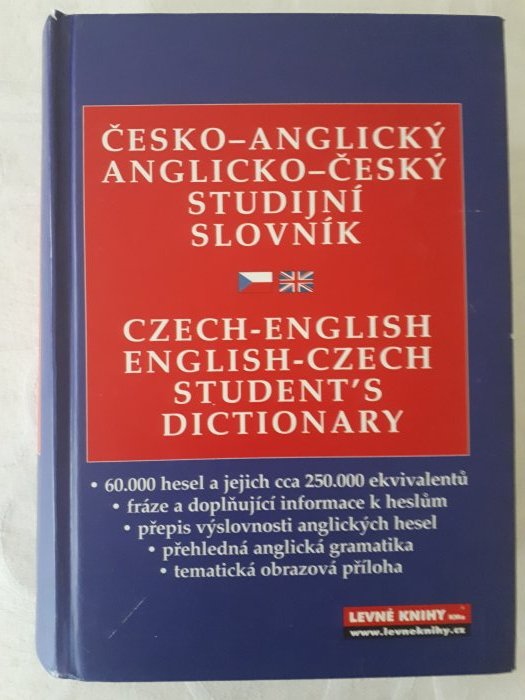 ČESKO–ANGLICKÝ
ANGLICKO–ČESKÝ
STUDIJNÍ
SLOVNÍK
CZECH-ENGLISH
ENGLISH-CZECH
STUDENT'S
DICTIONARY
• 60.000 hesel a jejich cca 250.000 ekvivalentů
• fráze a doplňující informace k heslům
• přepis výslovnosti anglických hesel
• přehledná anglická gramatika
• tematická obrazová příloha
LEVNÉ KNIHY
www.levneknihy.cz